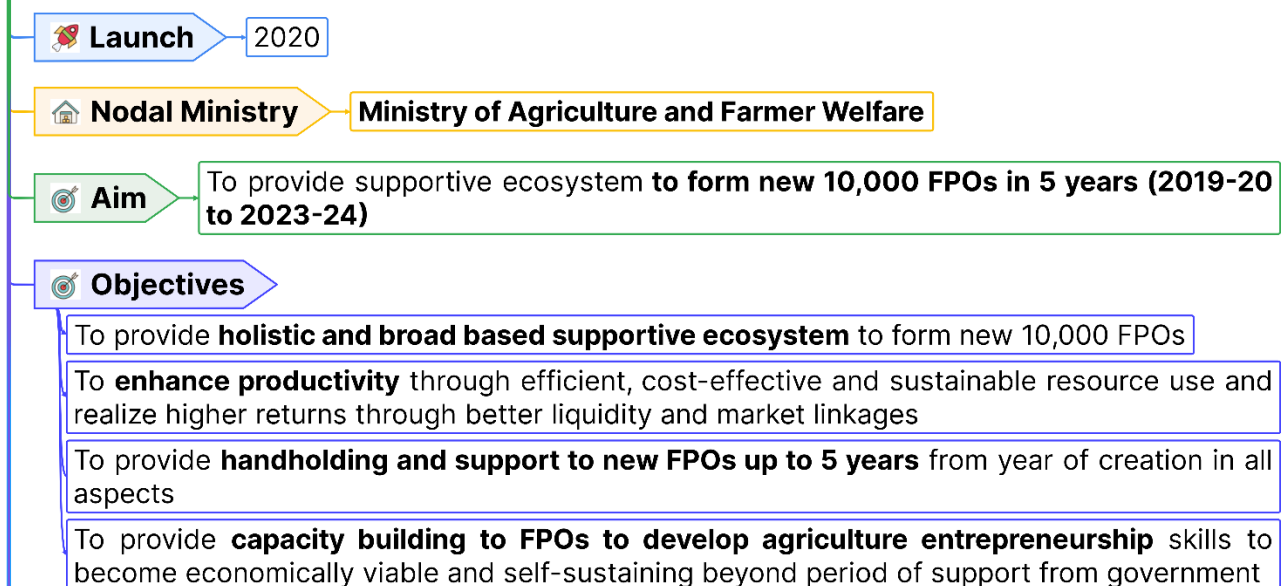 Launch 2020
Nodal Ministry Ministry of Agriculture and Farmer Welfare
Aim
To provide supportive ecosystem to form new 10,000 FPOs in 5 years (2019-20
to 2023-24)
Objectives
To provide holistic and broad based supportive ecosystem to form new 10,000 FPOs
To enhance productivity through efficient, cost-effective and sustainable resource use and
realize higher returns through better liquidity and market linkages
To provide handholding and support to new FPOs up to 5 years from year of creation in all
aspects
To provide capacity building to FPOs to develop agriculture entrepreneurship skills to
become economically viable and self-sustaining beyond period of support from government